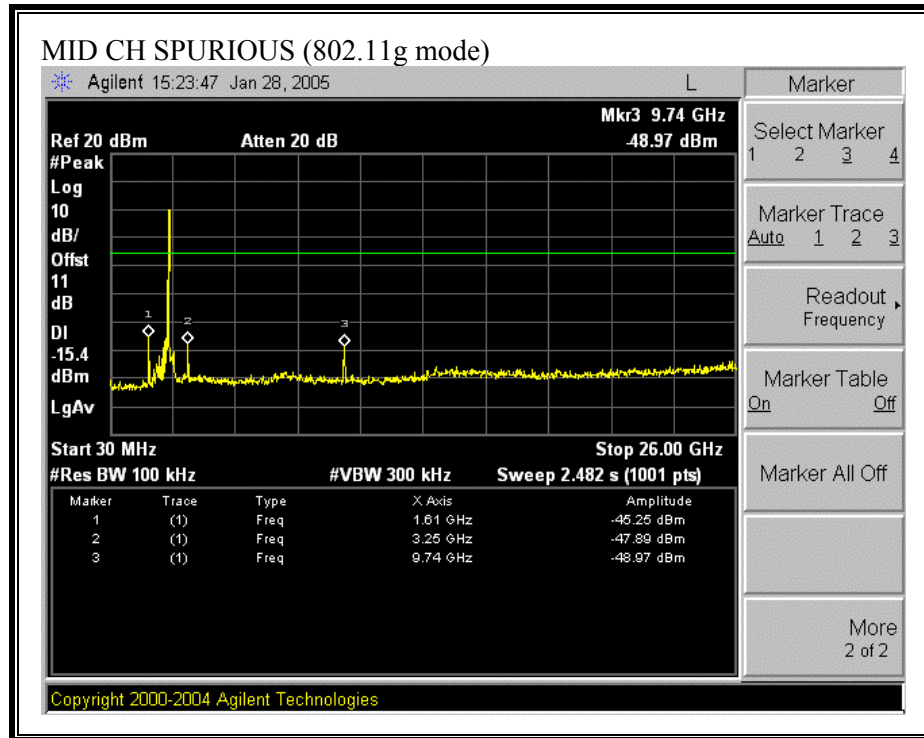 MID CH SPURIOUS (802.11g mode)
Agilent 15:23:47 Jan 28, 2005 L
Mkr3 9.74 GHz
Ref 20 dBm Atten 20 dB -48.97 dBm
#Peak
Log
10
dB/
Offst
11
dB
DI
-15.4
dBm
LgAv
1
2
3
Start 30 MHz Stop 26.00 GHz
#Res BW 100 kHz #VBW 300 kHz Sweep 2.482 s (1001 pts)
Marker Trace Type X Axis Amplitude
1 (1) Freq 1.61 GHz -45.25 dBm
2 (1) Freq 3.25 GHz -47.89 dBm
3 (1) Freq 9.74 GHz -48.97 dBm
Marker
Select Marker
1 2 3 4
Marker Trace
Auto 1 2 3
Readout
Frequency
Marker Table
On Off
Marker All Off
More
2 of 2
Copyright 2000-2004 Agilent Technologies